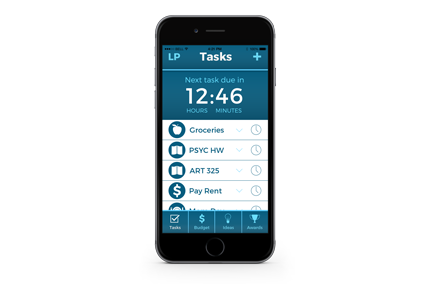 LP Tasks +
Next task due in
12:46
HOURS MINUTES
Groceries
PSYC HW
ART 325
Pay Rent
Tasks Budget Ideas Awards